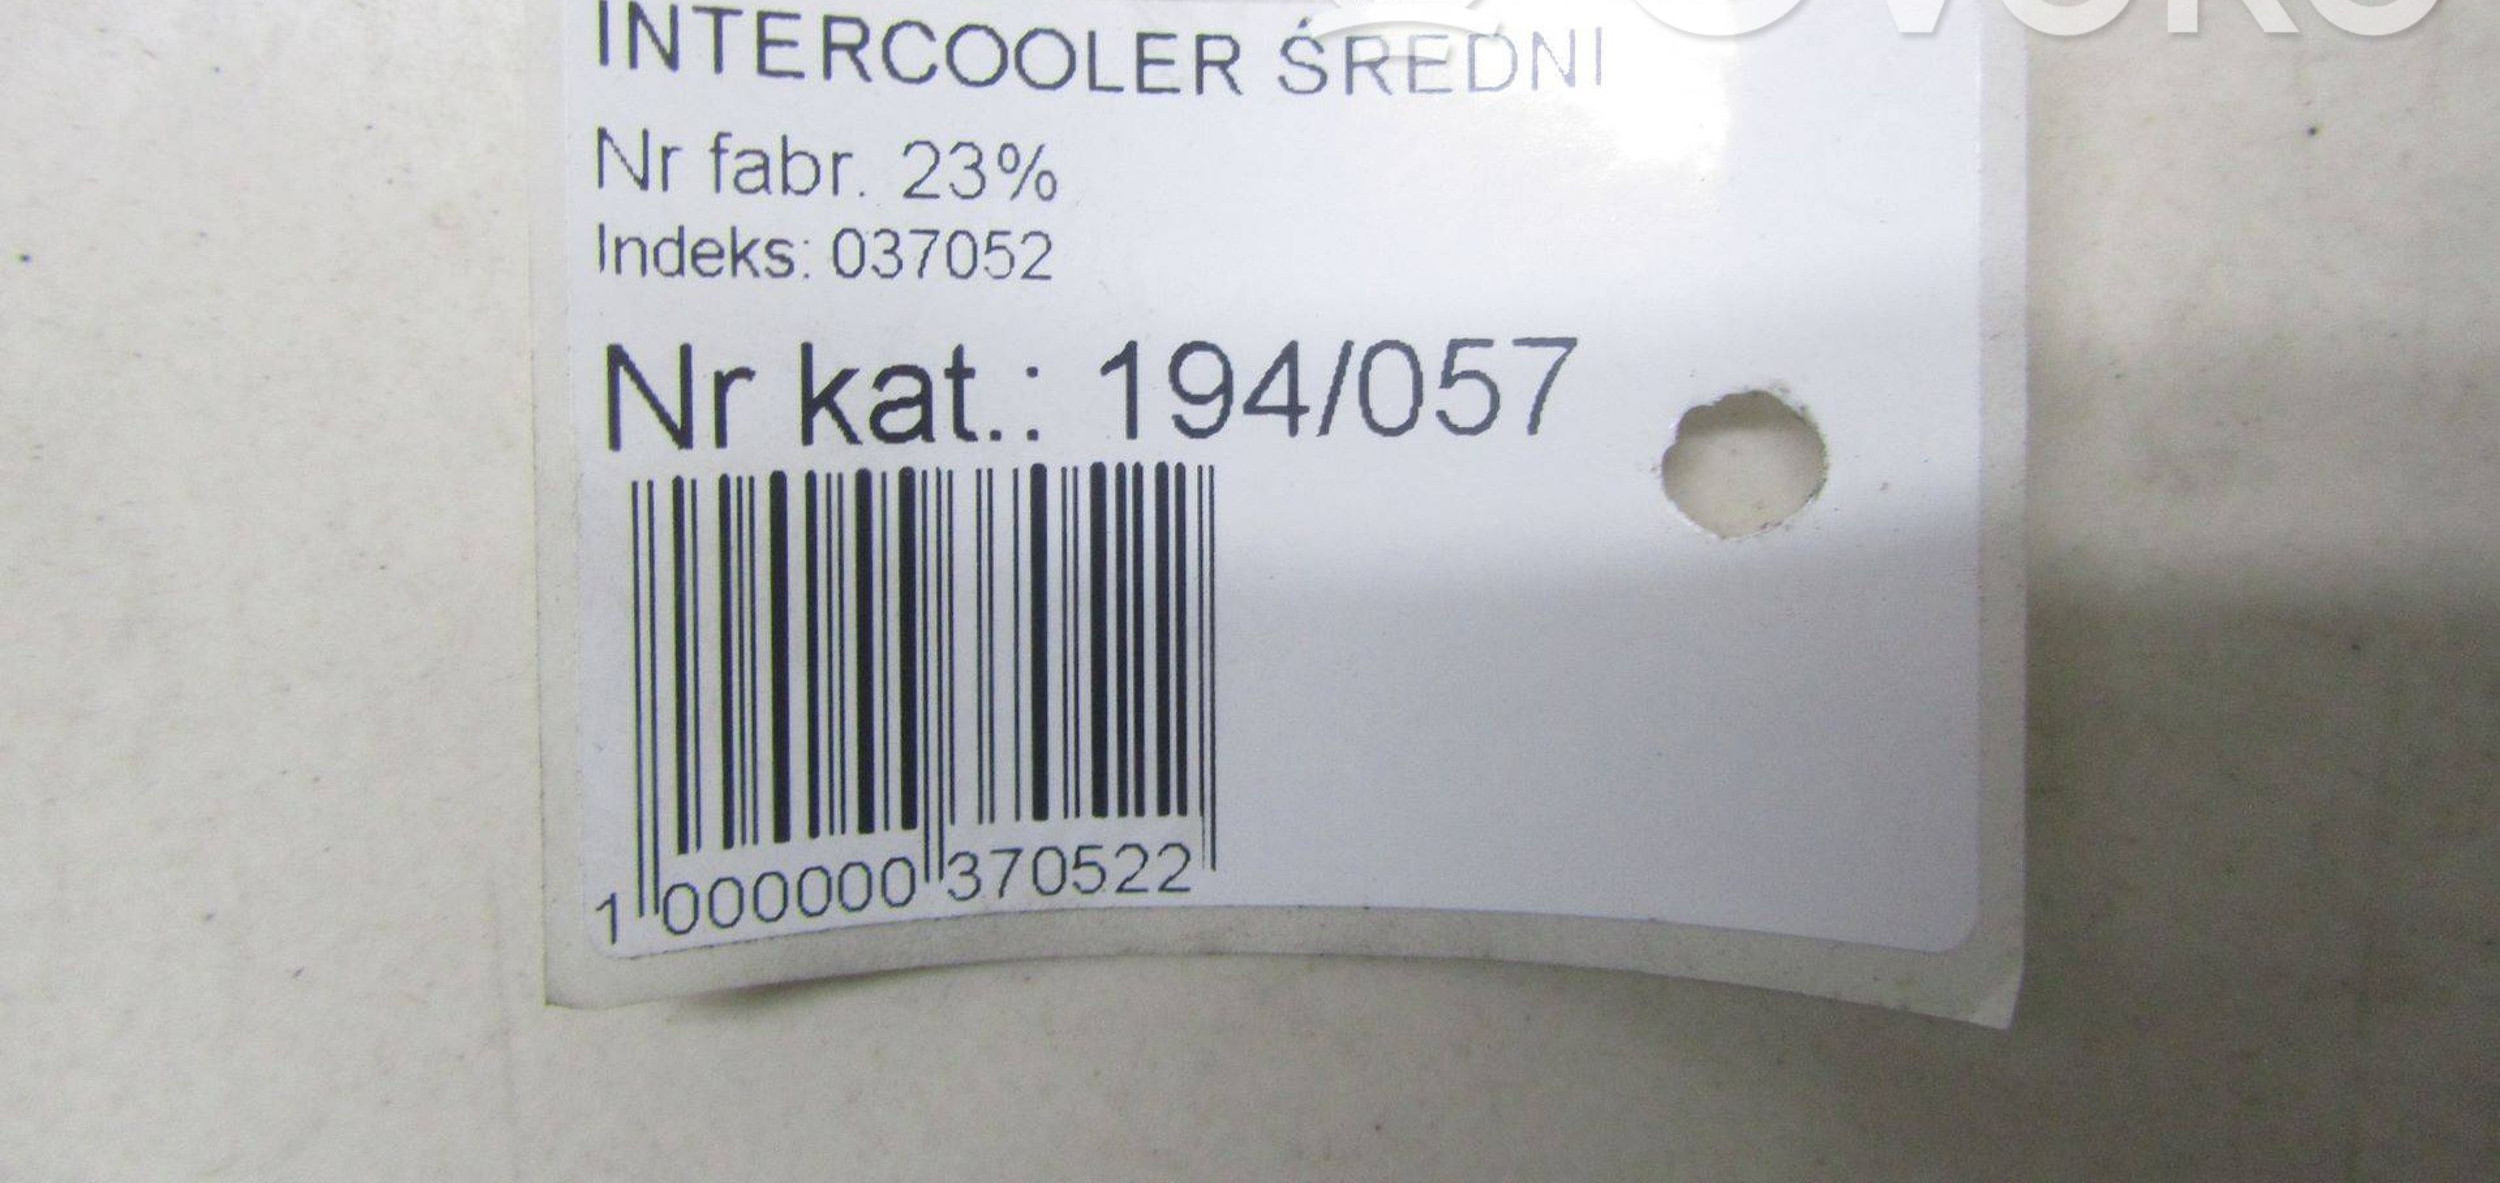 INTERCOOLER ŚREDNI
Nr fabr. 23%
Indeks: 037052
Nr kat.: 194/057
1 000000 370522